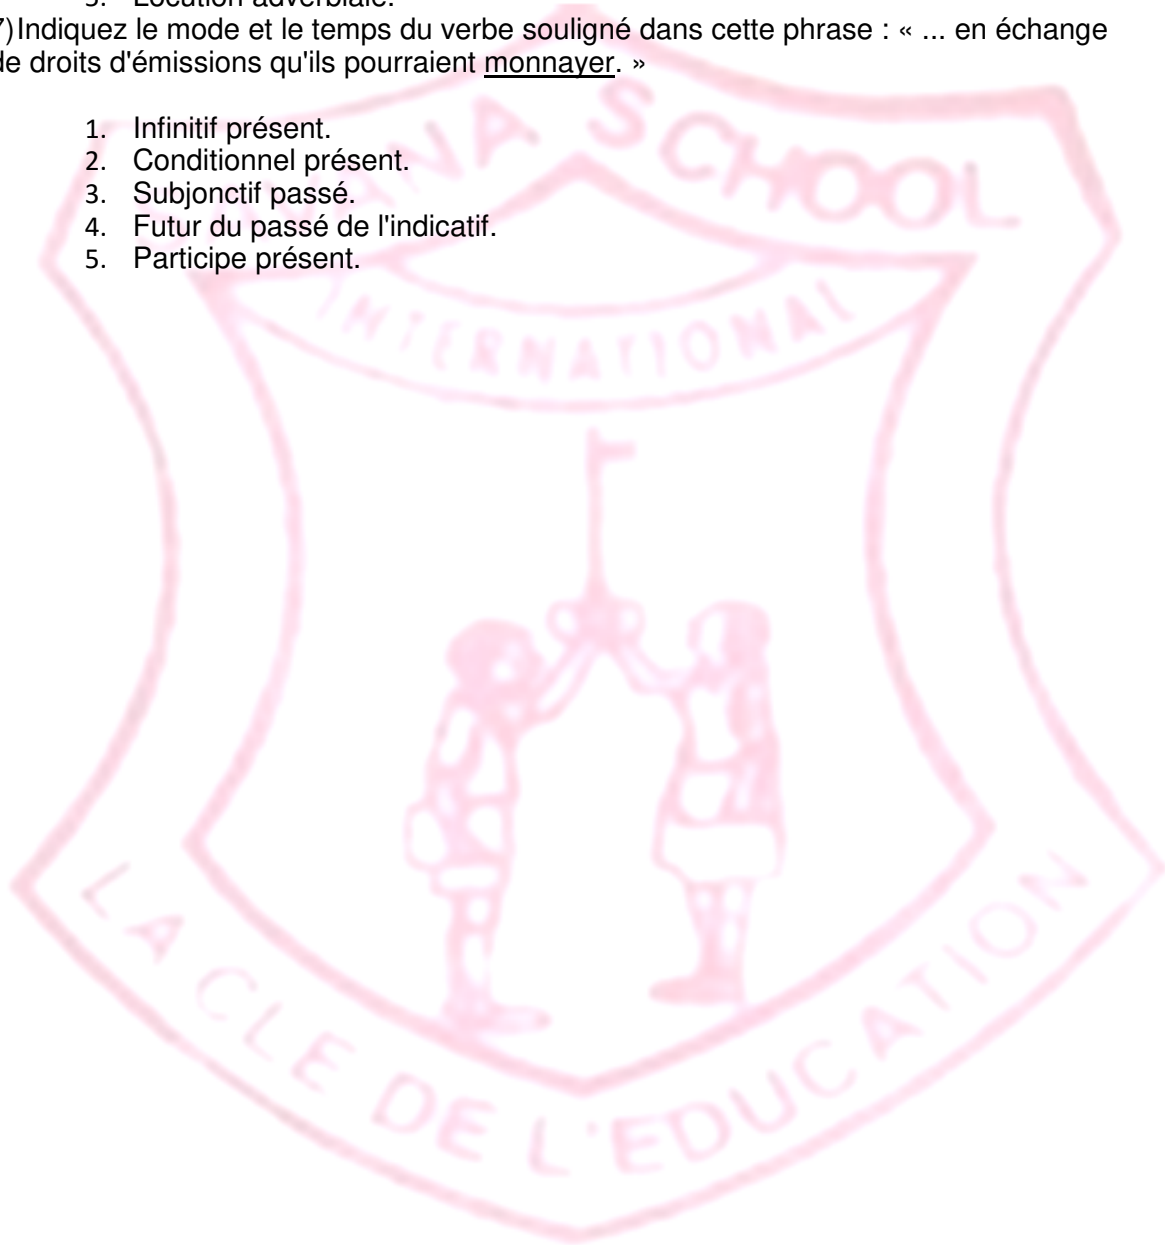 5. Locution adverbiale.
7)Indiquez le mode et le temps du verbe souligné dans cette phrase : « ... en échange
de droits d'émissions qu'ils pourraient monnayer. »
1. Infinitif présent.
2. Conditionnel présent.
3. Subjonctif passé.
4. Futur du passé de l'indicatif.
5. Participe présent.
SAVANA SCHOOL
INTERNATIONAL
LA CLE DE L'EDUCATION